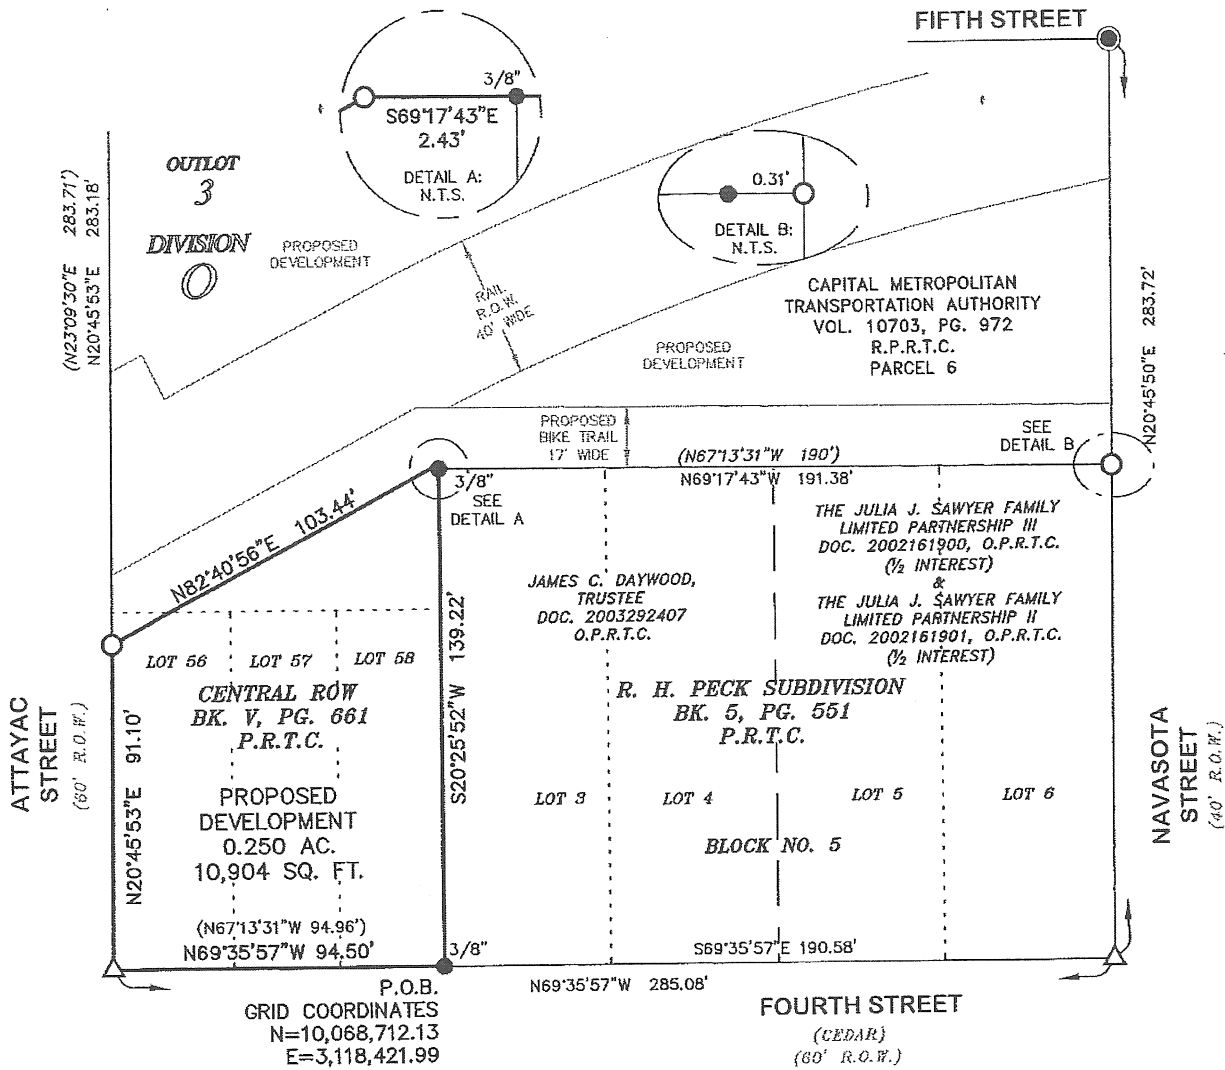 FIFTH STREET
3/8"
S69°17'43"E
2.43'
DETAIL A:
N.T.S.
0.31'
DETAIL B:
N.T.S.
OUTLOT
3
DIVISION
O
(N23°09'30"E 283.71')
N20°45'53"E 283.18'
PROPOSED
DEVELOPMENT
RAIL
R.O.W.
40' WIDE
CAPITAL METROPOLITAN
TRANSPORTATION AUTHORITY
VOL. 10703, PG. 972
R.P.R.T.C.
PARCEL 6
PROPOSED
DEVELOPMENT
N20°45'50"E 283.72'
PROPOSED
BIKE TRAIL
17' WIDE
SEE
DETAIL B
(N67°13'31"W 190')
N69°17'43"W 191.38'
3/8"
SEE
DETAIL A
N82°40'56"E 103.44'
THE JULIA J. SAWYER FAMILY
LIMITED PARTNERSHIP III
DOC. 2002161900, O.P.R.T.C.
(½ INTEREST)
&
THE JULIA J. SAWYER FAMILY
LIMITED PARTNERSHIP II
DOC. 2002161901, O.P.R.T.C.
(½ INTEREST)
JAMES C. DAYWOOD,
TRUSTEE
DOC. 2003292407
O.P.R.T.C.
S20°25'52"W 139.22'
LOT 56
LOT 57
LOT 58
CENTRAL ROW
BK. V, PG. 661
P.R.T.C.
R. H. PECK SUBDIVISION
BK. 5, PG. 551
P.R.T.C.
ATTAYAC
STREET
(60' R.O.W.)
N20°45'53"E 91.10'
PROPOSED
DEVELOPMENT
0.250 AC.
10,904 SQ. FT.
LOT 3
LOT 4
LOT 5
LOT 6
BLOCK NO. 5
NAVASOTA
STREET
(40' R.O.W.)
(N67°13'31"W 94.96')
N69°35'57"W 94.50'
3/8"
S69°35'57"E 190.58'
P.O.B.
GRID COORDINATES
N=10,068,712.13
E=3,118,421.99
N69°35'57"W 285.08'
FOURTH STREET
(CEDAR)
(60' R.O.W.)